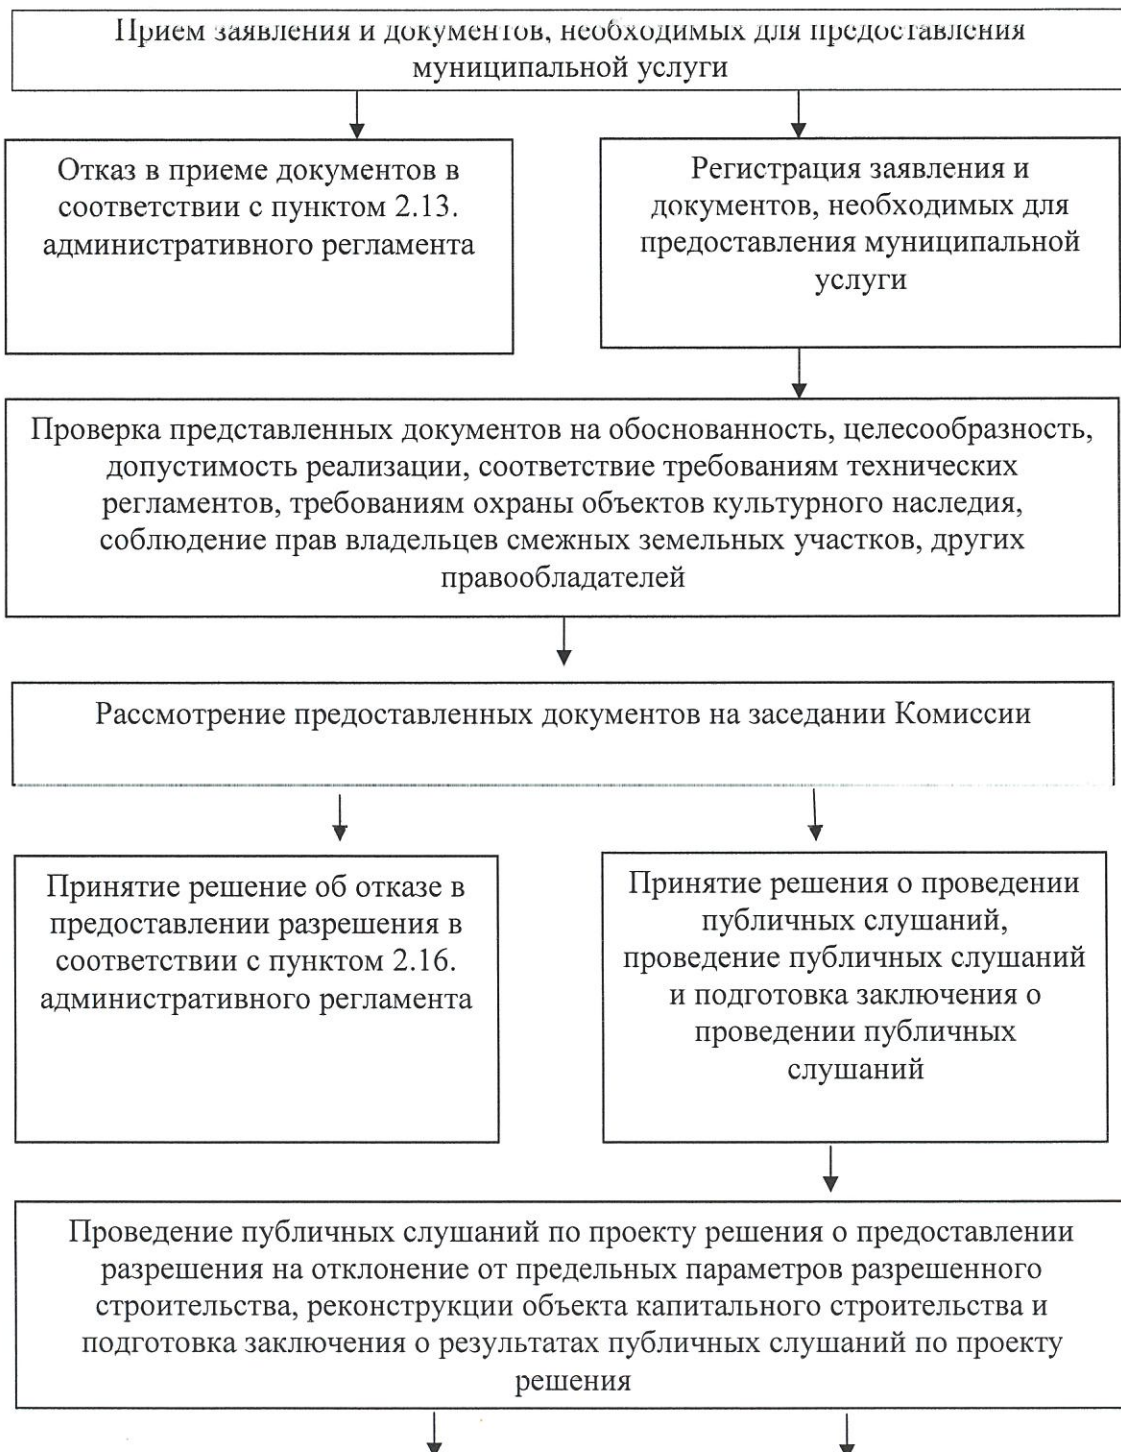 Прием заявления и документов, необходимых для предоставления
муниципальной услуги
Отказ в приеме документов в
соответствии с пунктом 2.13.
административного регламента
Регистрация заявления и
документов, необходимых для
предоставления муниципальной
услуги
Проверка представленных документов на обоснованность, целесообразность,
допустимость реализации, соответствие требованиям технических
регламентов, требованиям охраны объектов культурного наследия,
соблюдение прав владельцев смежных земельных участков, других
правообладателей
Рассмотрение предоставленных документов на заседании Комиссии
Принятие решение об отказе в
предоставлении разрешения в
соответствии с пунктом 2.16.
административного регламента
Принятие решения о проведении
публичных слушаний,
проведение публичных слушаний
и подготовка заключения о
проведении публичных
слушаний
Проведение публичных слушаний по проекту решения о предоставлении
разрешения на отклонение от предельных параметров разрешенного
строительства, реконструкции объекта капитального строительства и
подготовка заключения о результатах публичных слушаний по проекту
решения